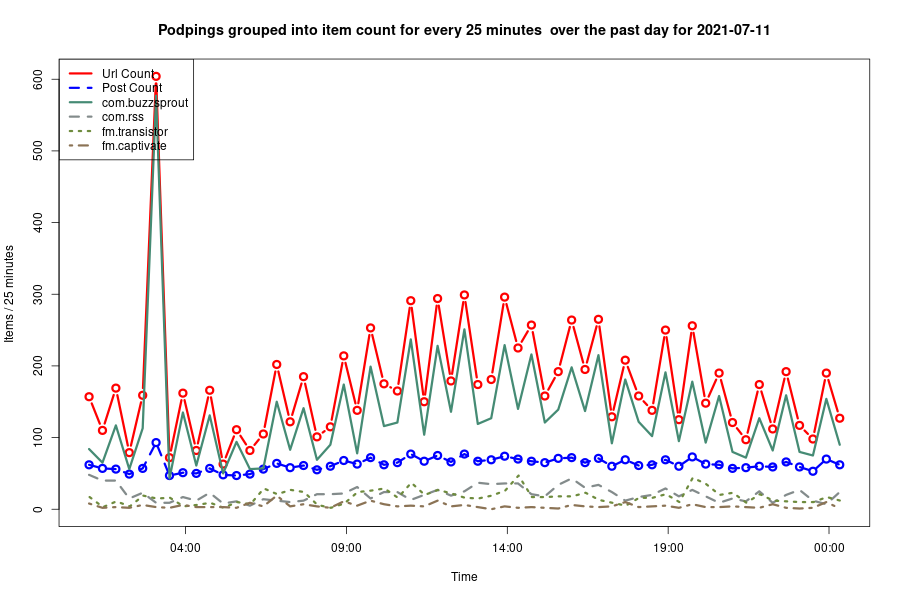 Podpings grouped into item count for every 25 minutes  over the past day for 2021-07-11
Url Count
Post Count
com.buzzsprout
com.rss
fm.transistor
fm.captivate
600
500
400
300
200
100
0
Items / 25 minutes
04:00
09:00
14:00
19:00
00:00
Time